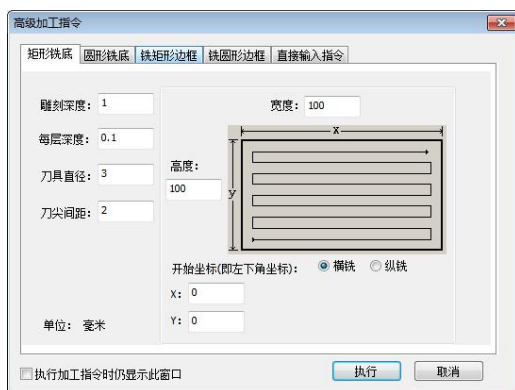 高级加工指令
矩形铣底 圆形铣底 铣矩形边框 铣圆形边框 直接输入指令
雕刻深度: 1
宽度: 100
每层深度: 0.1
x
高度:
刀具直径: 3
100
y
刀尖间距: 2
开始坐标(即左下角坐标): 横铣 纵铣
X: 0
单位: 毫米
Y: 0
执行加工指令时仍显示此窗口 执行 取消